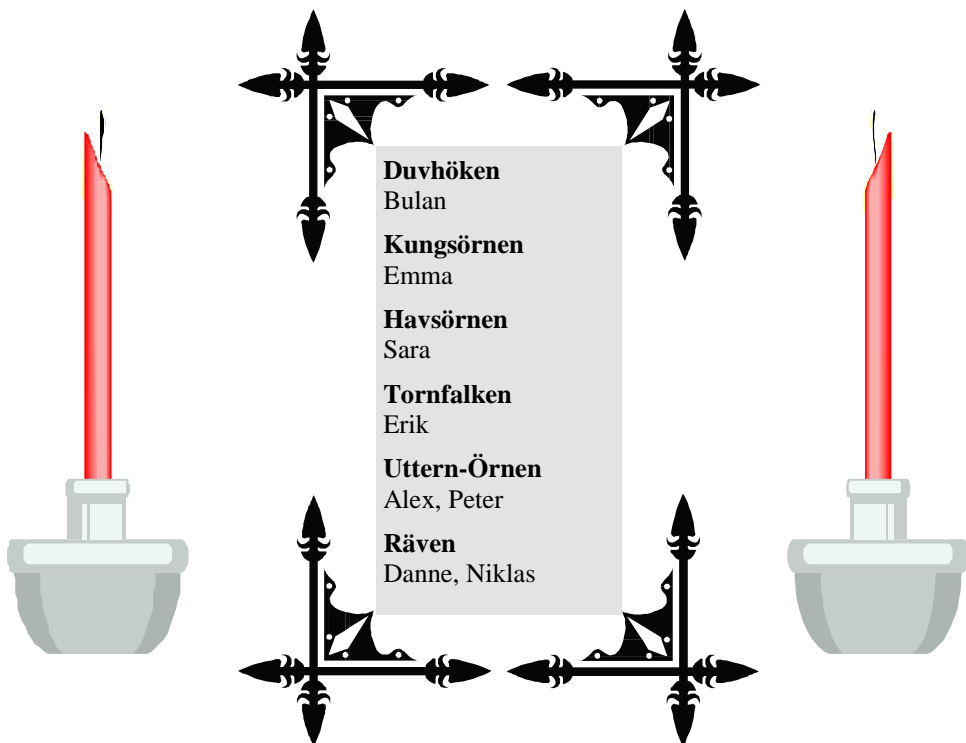 Duvhöken
Bulan
Kungsörnen
Emma
Havsörnen
Sara
Tornfalken
Erik
Uttern-Örnen
Alex, Peter
Räven
Danne, Niklas